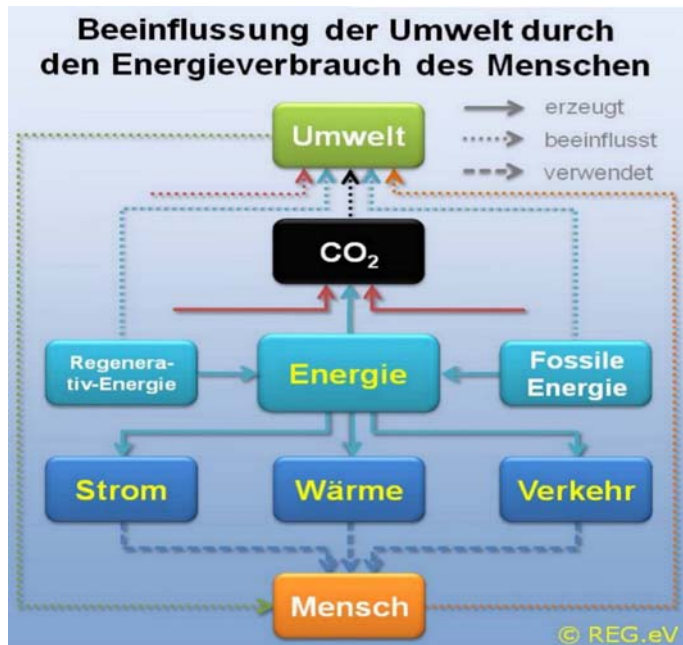 Beeinflussung der Umwelt durch
den Energieverbrauch des Menschen
Umwelt
erzeugt
beeinflusst
verwendet
CO₂
Regenera-
tiv-Energie
Energie
Fossile
Energie
Strom
Wärme
Verkehr
Mensch
© REG.eV